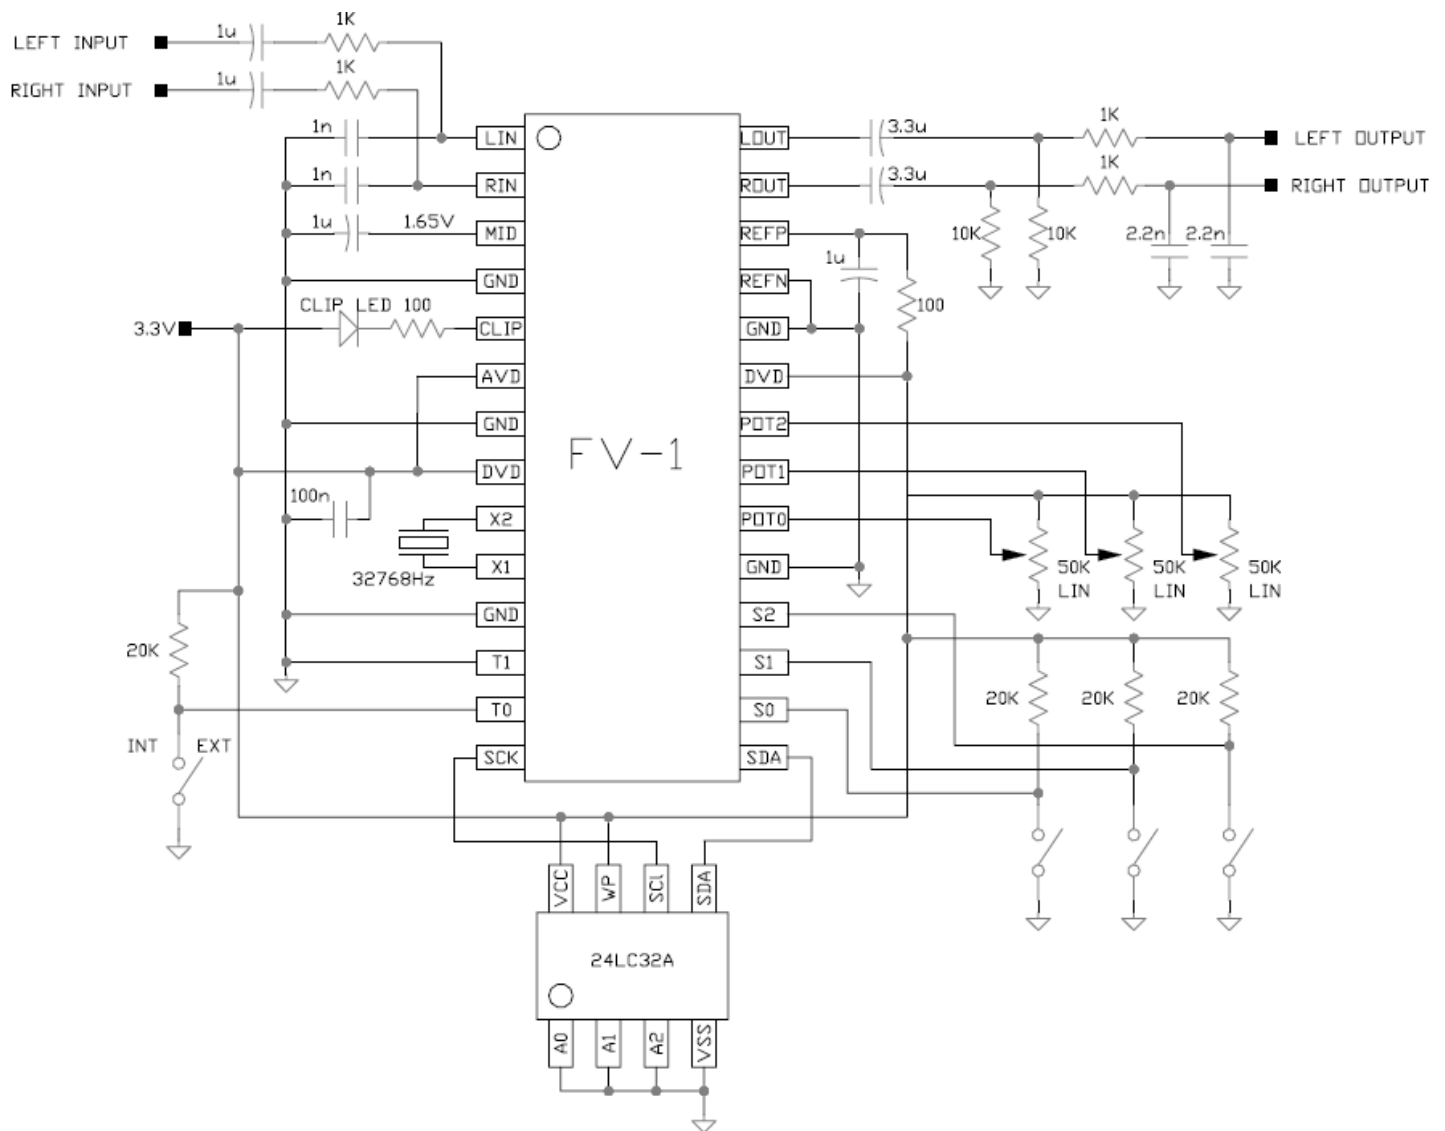 1u 1K
LEFT INPUT
1u 1K
RIGHT INPUT
1n LIN LOUT 3.3u 1K LEFT OUTPUT
1n RIN ROUT 3.3u 1K RIGHT OUTPUT
1u 1.65V MID REFP 10K 10K 2.2n 2.2n
GND REFN 1u
CLIP LED 100 100
3.3V CLIP GND
AVD DVD
GND POT2
FV-1
DVD POT1
100n
X2 POT0
32768Hz X1 GND 50K 50K 50K
LIN LIN LIN
GND S2
20K T1 S1
T0 S0 20K 20K 20K
INT EXT
SCK SDA
VCC WP SCl SDA
24LC32A
A0 A1 A2 VSS